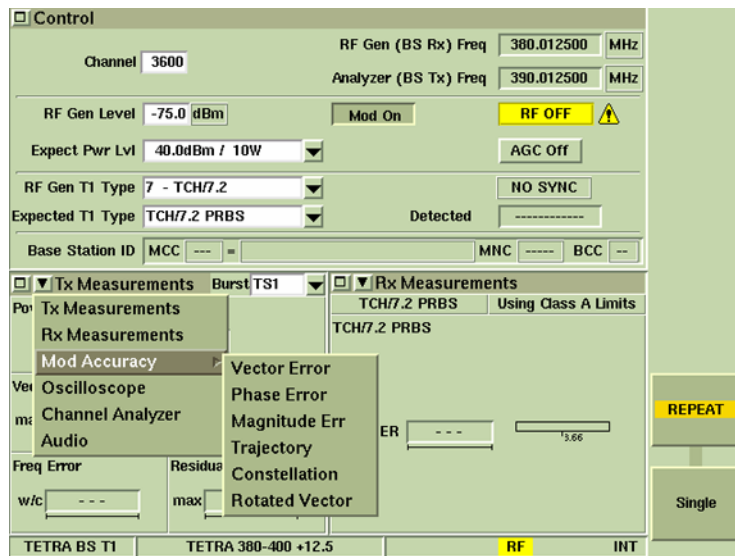 Control
Channel 3600
RF Gen (BS Rx) Freq 380.012500 MHz
Analyzer (BS Tx) Freq 390.012500 MHz
RF Gen Level -75.0 dBm Mod On RF OFF
Expect Pwr Lvl 40.0dBm / 10W AGC Off
RF Gen T1 Type 7 - TCH/7.2 NO SYNC
Expected T1 Type TCH/7.2 PRBS Detected ------------
Base Station ID MCC --- = MNC ----- BCC --
Tx Measurements Burst TS1
Rx Measurements
TCH/7.2 PRBS Using Class A Limits
TCH/7.2 PRBS
Tx Measurements
Rx Measurements
Mod Accuracy
Oscilloscope
Channel Analyzer
Audio
Vector Error
Phase Error
Magnitude Err
Trajectory
Constellation
Rotated Vector
ER --- 3.66
Freq Error
w/c ---
max
REPEAT
Single
TETRA BS T1 TETRA 380-400 +12.5 RF INT